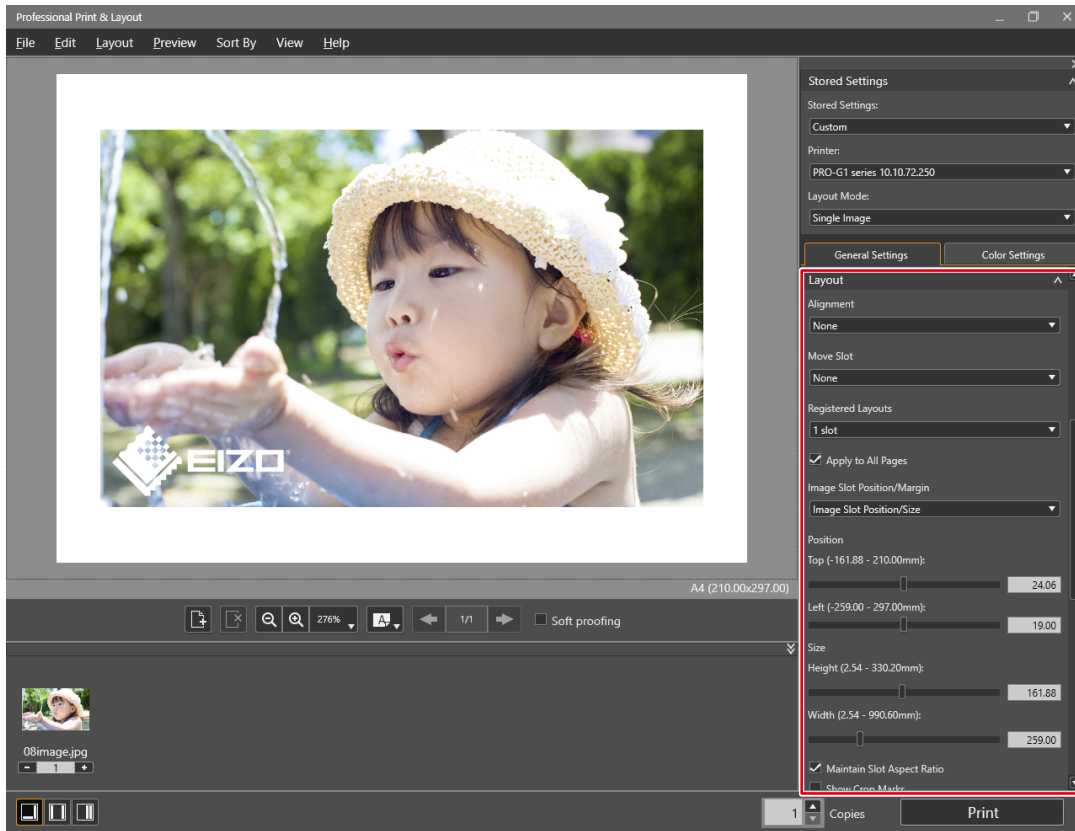 Professional Print & Layout
File Edit Layout Preview Sort By View Help
EIZO
A4 (210.00x297.00)
276%
A
1/1
Soft proofing
08image.jpg
- 1 +
Stored Settings
Stored Settings:
Custom
Printer:
PRO-G1 series 10.10.72.250
Layout Mode:
Single Image
General Settings Color Settings
Layout
Alignment
None
Move Slot
None
Registered Layouts
1 slot
Apply to All Pages
Image Slot Position/Margin
Image Slot Position/Size
Position
Top (-161.88 - 210.00mm):
24.06
Left (-259.00 - 297.00mm):
19.00
Size
Height (2.54 - 330.20mm):
161.88
Width (2.54 - 990.60mm):
259.00
Maintain Slot Aspect Ratio
Show Crop Marks
1 Copies Print